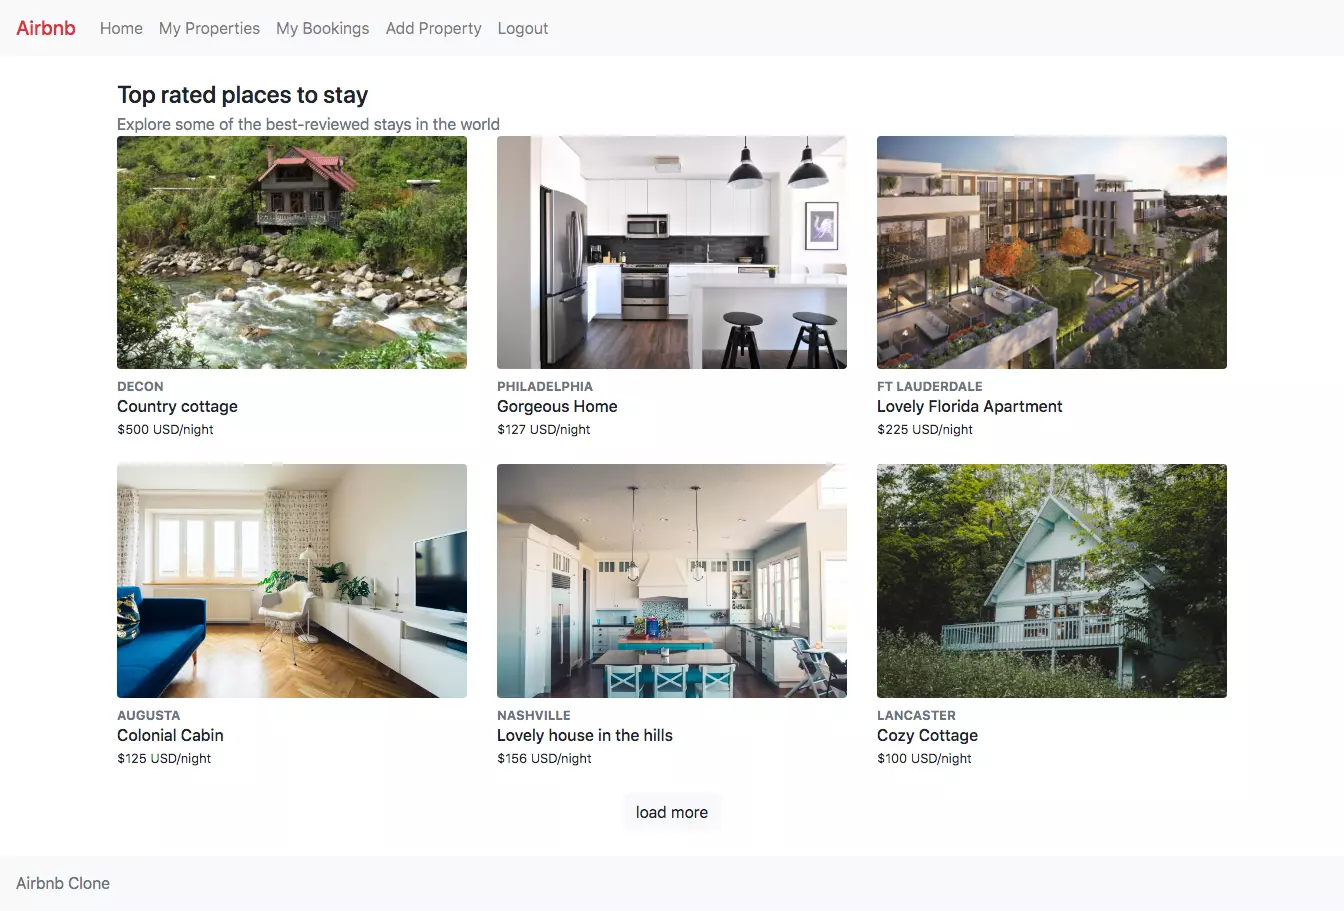 Airbnb Home My Properties My Bookings Add Property Logout
Top rated places to stay
Explore some of the best-reviewed stays in the world
DECON
Country cottage
$500 USD/night
PHILADELPHIA
Gorgeous Home
$127 USD/night
FT LAUDERDALE
Lovely Florida Apartment
$225 USD/night
AUGUSTA
Colonial Cabin
$125 USD/night
NASHVILLE
Lovely house in the hills
$156 USD/night
LANCASTER
Cozy Cottage
$100 USD/night
load more
Airbnb Clone